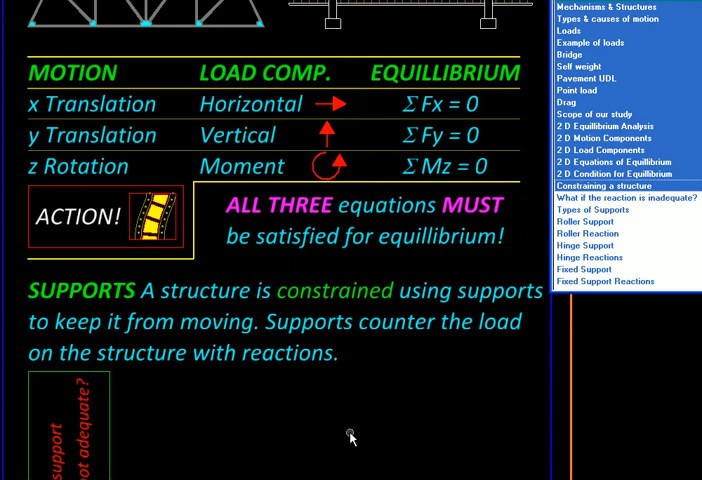 MOTION LOAD COMP. EQUILLIBRIUM
x Translation Horizontal Σ Fx = 0
y Translation Vertical Σ Fy = 0
z Rotation Moment Σ Mz = 0
ACTION!
ALL THREE equations MUST
be satisfied for equillibrium!
SUPPORTS A structure is constrained using supports
to keep it from moving. Supports counter the load
on the structure with reactions.
support
not adequate?
Mechanisms & Structures
Types & causes of motion
Loads
Example of loads
Bridge
Self weight
Pavement UDL
Point load
Drag
Scope of our study
2 D Equilibrium Analysis
2 D Motion Components
2 D Load Components
2 D Equations of Equilibrium
2 D Condition for Equilibrium
Constraining a structure
What if the reaction is inadequate?
Types of Supports
Roller Support
Roller Reaction
Hinge Support
Hinge Reactions
Fixed Support
Fixed Support Reactions